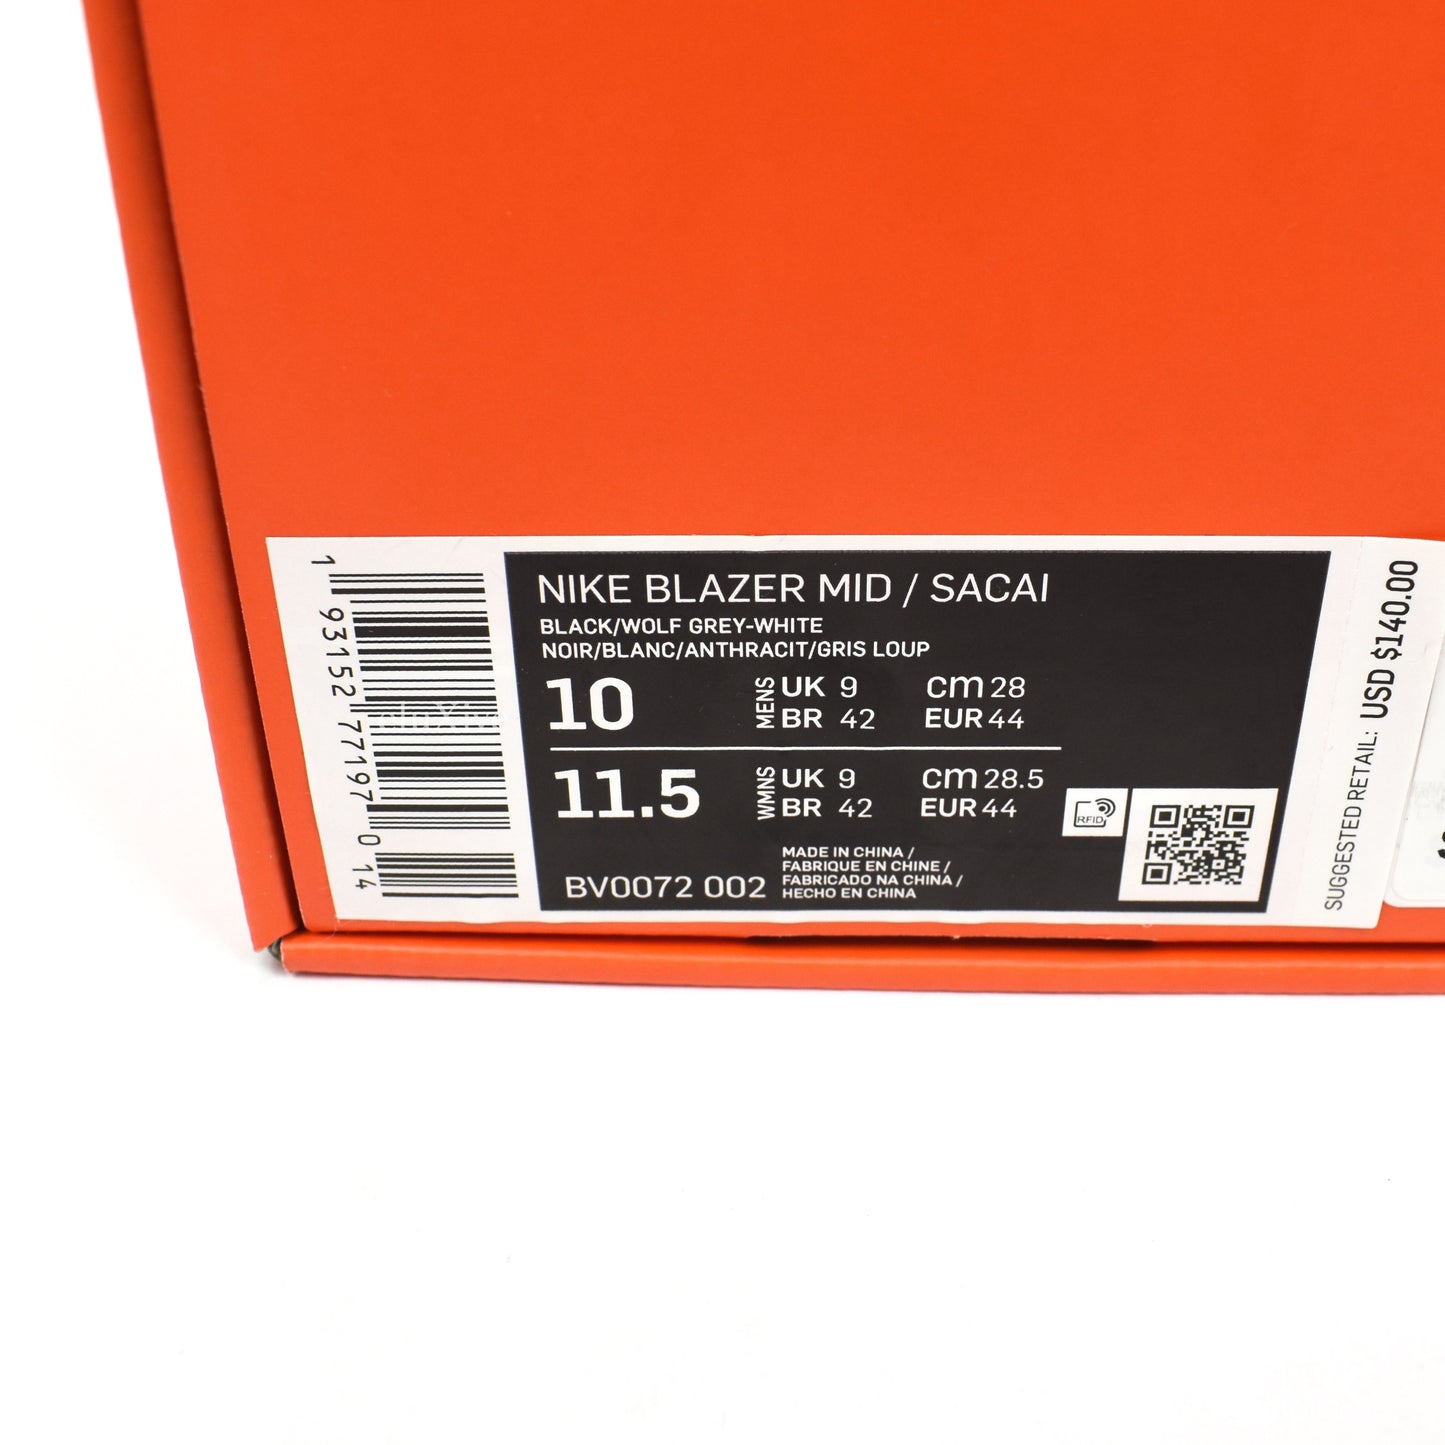 1 93152 77197 0 14
NIKE BLAZER MID / SACAI
BLACK/WOLF GREY-WHITE
NOIR/BLANC/ANTHRACIT/GRIS LOUP
10 MENS UK 9 cm 28
BR 42 EUR 44
11.5 WMNS UK 9 cm 28.5
BR 42 EUR 44
RFID
BV0072 002
MADE IN CHINA /
FABRIQUE EN CHINE /
FABRICADO NA CHINA /
HECHO EN CHINA
SUGGESTED RETAIL: USD $140.00